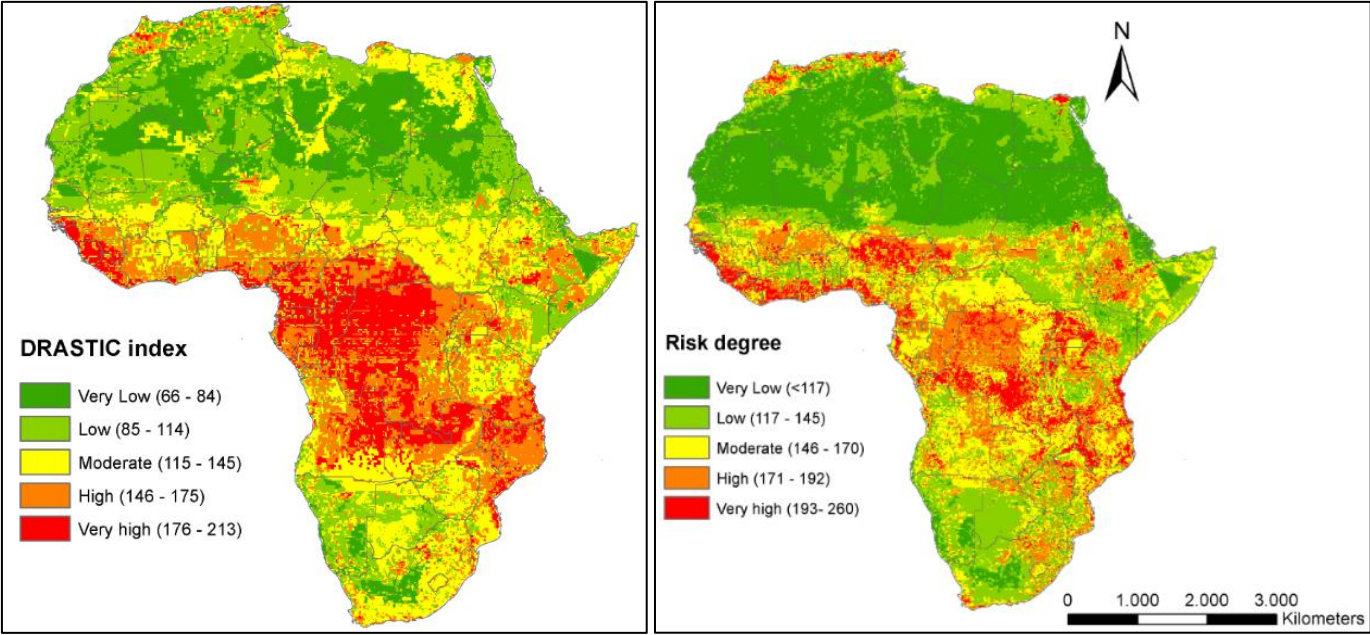 DRASTIC index
Very Low (66 - 84)
Low (85 - 114)
Moderate (115 - 145)
High (146 - 175)
Very high (176 - 213)
N
Risk degree
Very Low (<117)
Low (117 - 145)
Moderate (146 - 170)
High (171 - 192)
Very high (193- 260)
0 1.000 2.000 3.000
Kilometers